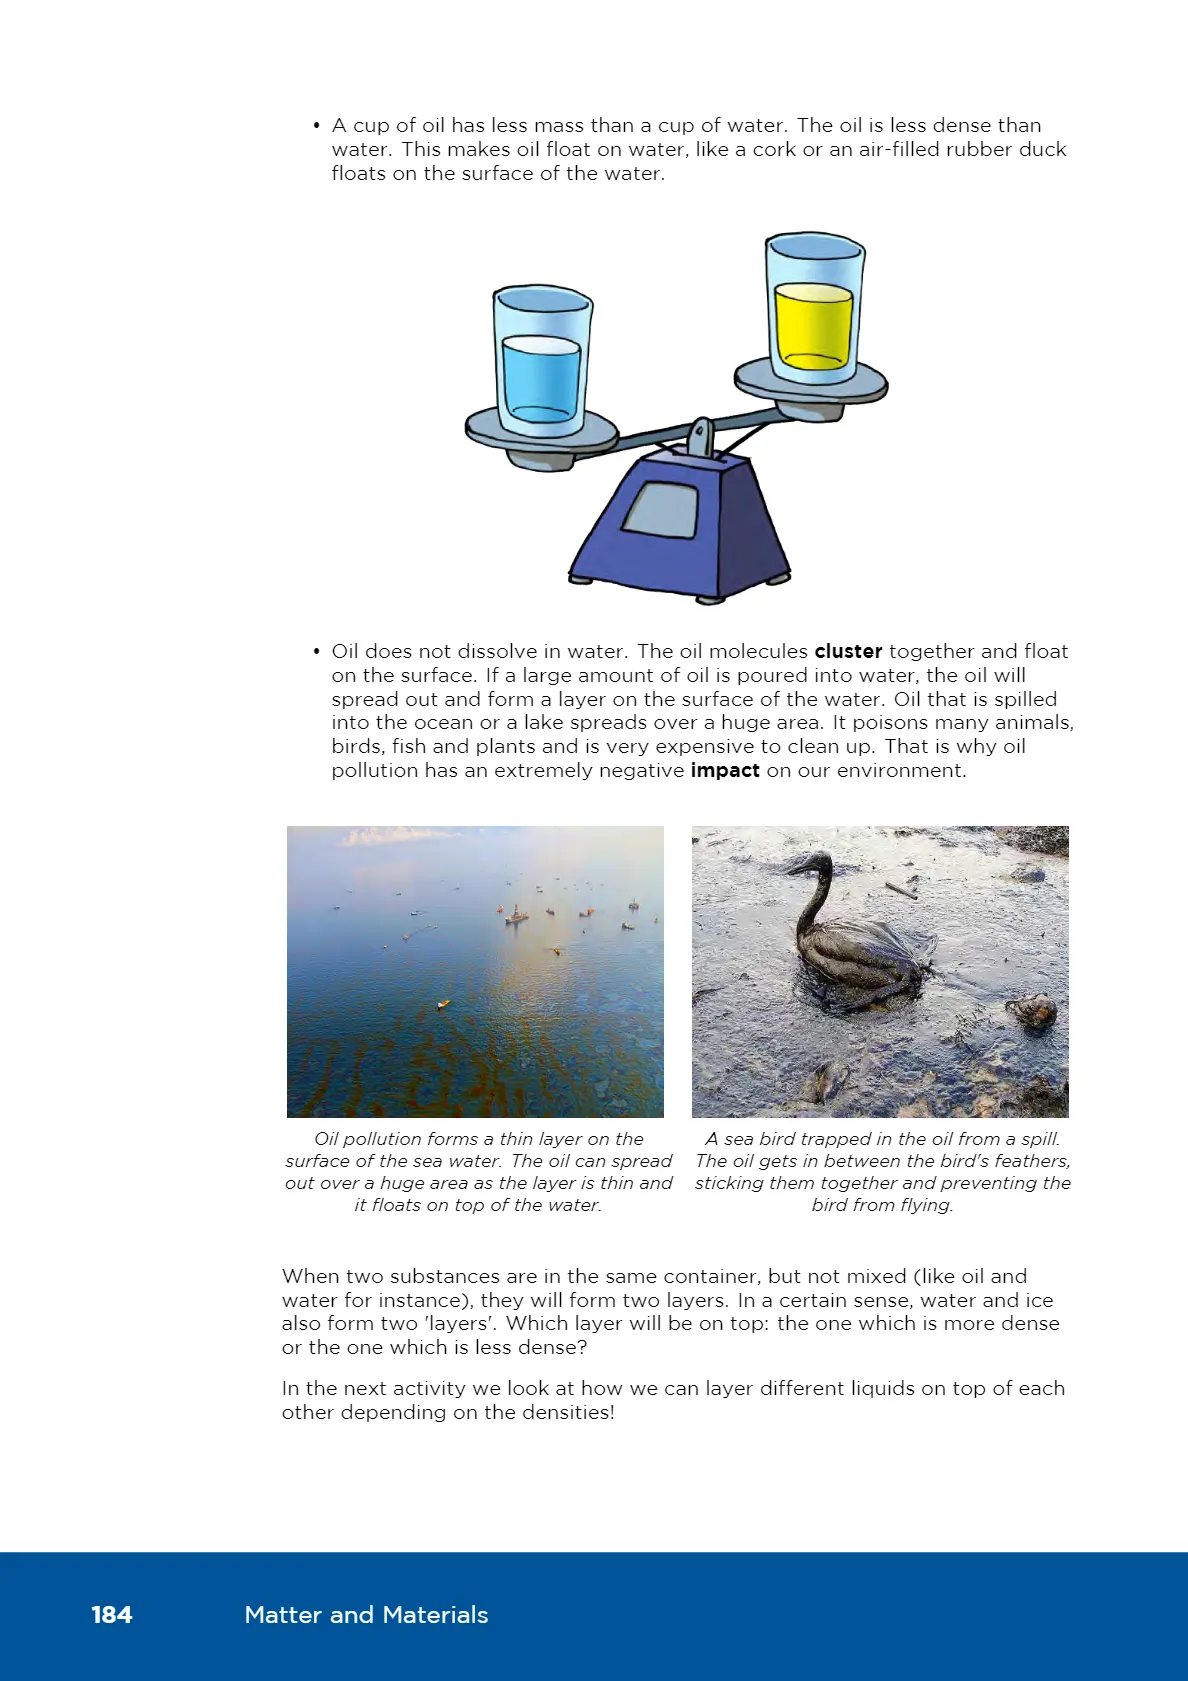 • A cup of oil has less mass than a cup of water. The oil is less dense than
water. This makes oil float on water, like a cork or an air-filled rubber duck
floats on the surface of the water.
• Oil does not dissolve in water. The oil molecules cluster together and float
on the surface. If a large amount of oil is poured into water, the oil will
spread out and form a layer on the surface of the water. Oil that is spilled
into the ocean or a lake spreads over a huge area. It poisons many animals,
birds, fish and plants and is very expensive to clean up. That is why oil
pollution has an extremely negative impact on our environment.
Oil pollution forms a thin layer on the
surface of the sea water. The oil can spread
out over a huge area as the layer is thin and
it floats on top of the water.
A sea bird trapped in the oil from a spill.
The oil gets in between the bird's feathers,
sticking them together and preventing the
bird from flying.
When two substances are in the same container, but not mixed (like oil and
water for instance), they will form two layers. In a certain sense, water and ice
also form two 'layers'. Which layer will be on top: the one which is more dense
or the one which is less dense?
In the next activity we look at how we can layer different liquids on top of each
other depending on the densities!
184 Matter and Materials